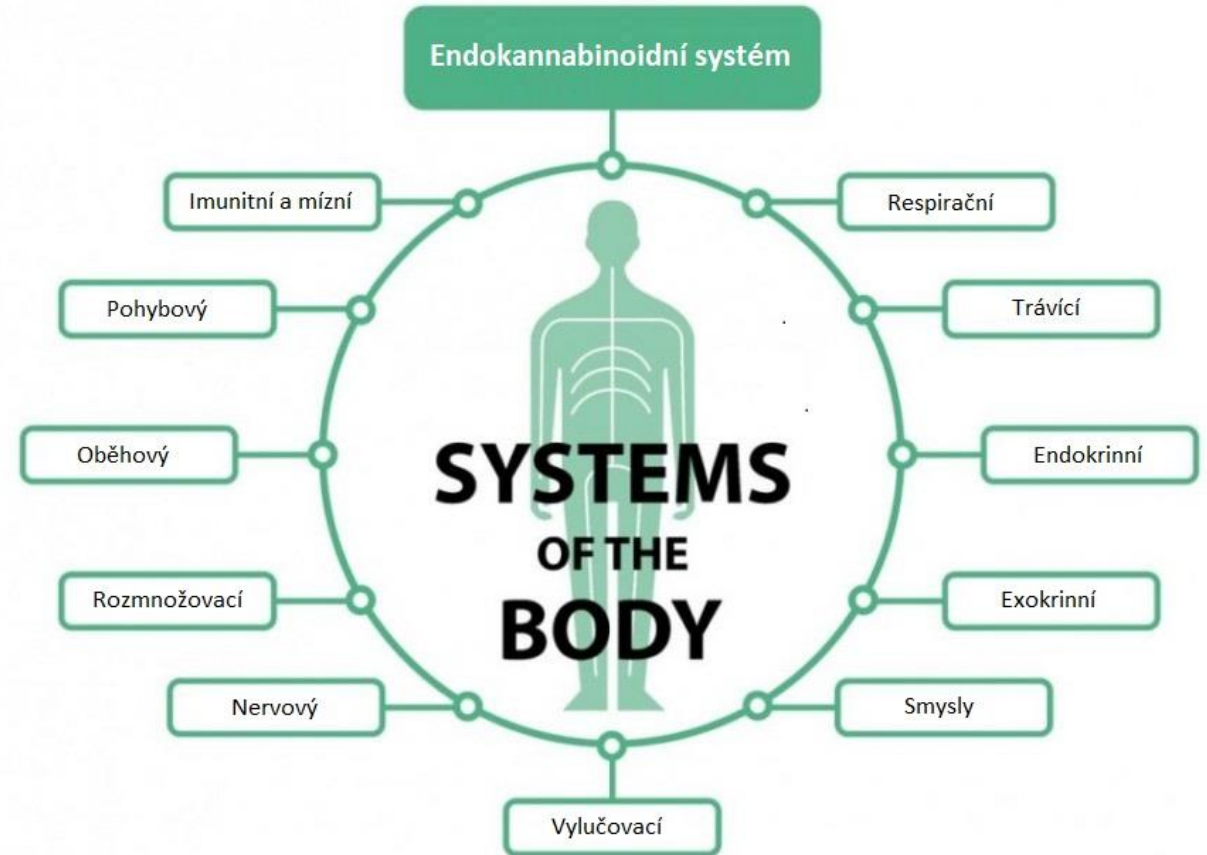 Endokannabinoidní systém
Imunitní a mízní
Respirační
Pohybový
Trávící
Oběhový
Endokrinní
SYSTEMS
OF THE
BODY
Rozmnožovací
Exokrinní
Nervový
Smysly
Vylučovací